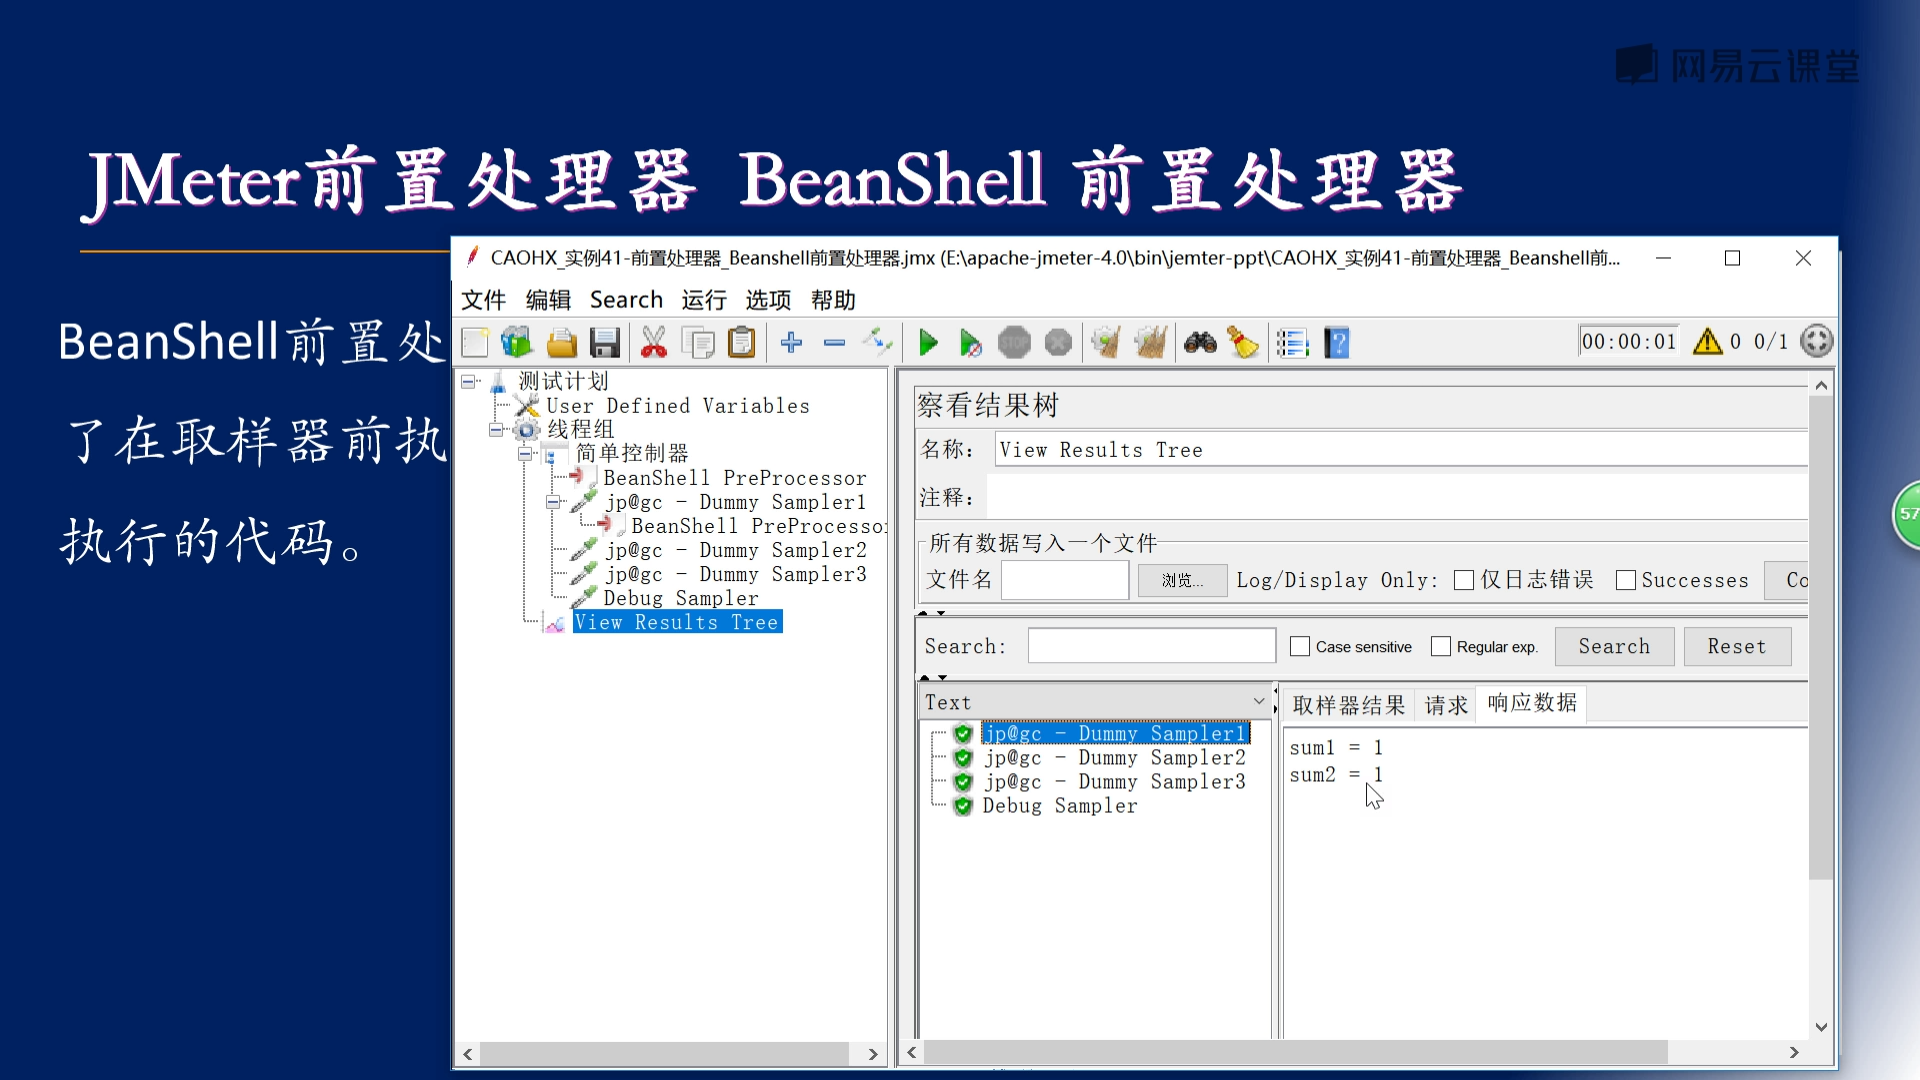 网易云课堂
JMeter前置处理器 BeanShell 前置处理器
BeanShell前置处
了在取样器前执
执行的代码。
CAOHX_实例41-前置处理器_Beanshell前置处理器.jmx (E:\apache-jmeter-4.0\bin\jemter-ppt\CAOHX_实例41-前置处理器_Beanshell前...
文件 编辑 Search 运行 选项 帮助
STOP
00:00:01 0 0/1
测试计划
User Defined Variables
线程组
简单控制器
BeanShell PreProcessor
jp@gc - Dummy Sampler1
BeanShell PreProcessor
jp@gc - Dummy Sampler2
jp@gc - Dummy Sampler3
Debug Sampler
View Results Tree
察看结果树
名称： View Results Tree
注释：
所有数据写入一个文件
文件名 浏览... Log/Display Only: 仅日志错误 Successes Co
Search: Case sensitive Regular exp. Search Reset
Text
jp@gc - Dummy Sampler1
jp@gc - Dummy Sampler2
jp@gc - Dummy Sampler3
Debug Sampler
取样器结果 请求 响应数据
sum1 = 1
sum2 = 1
57